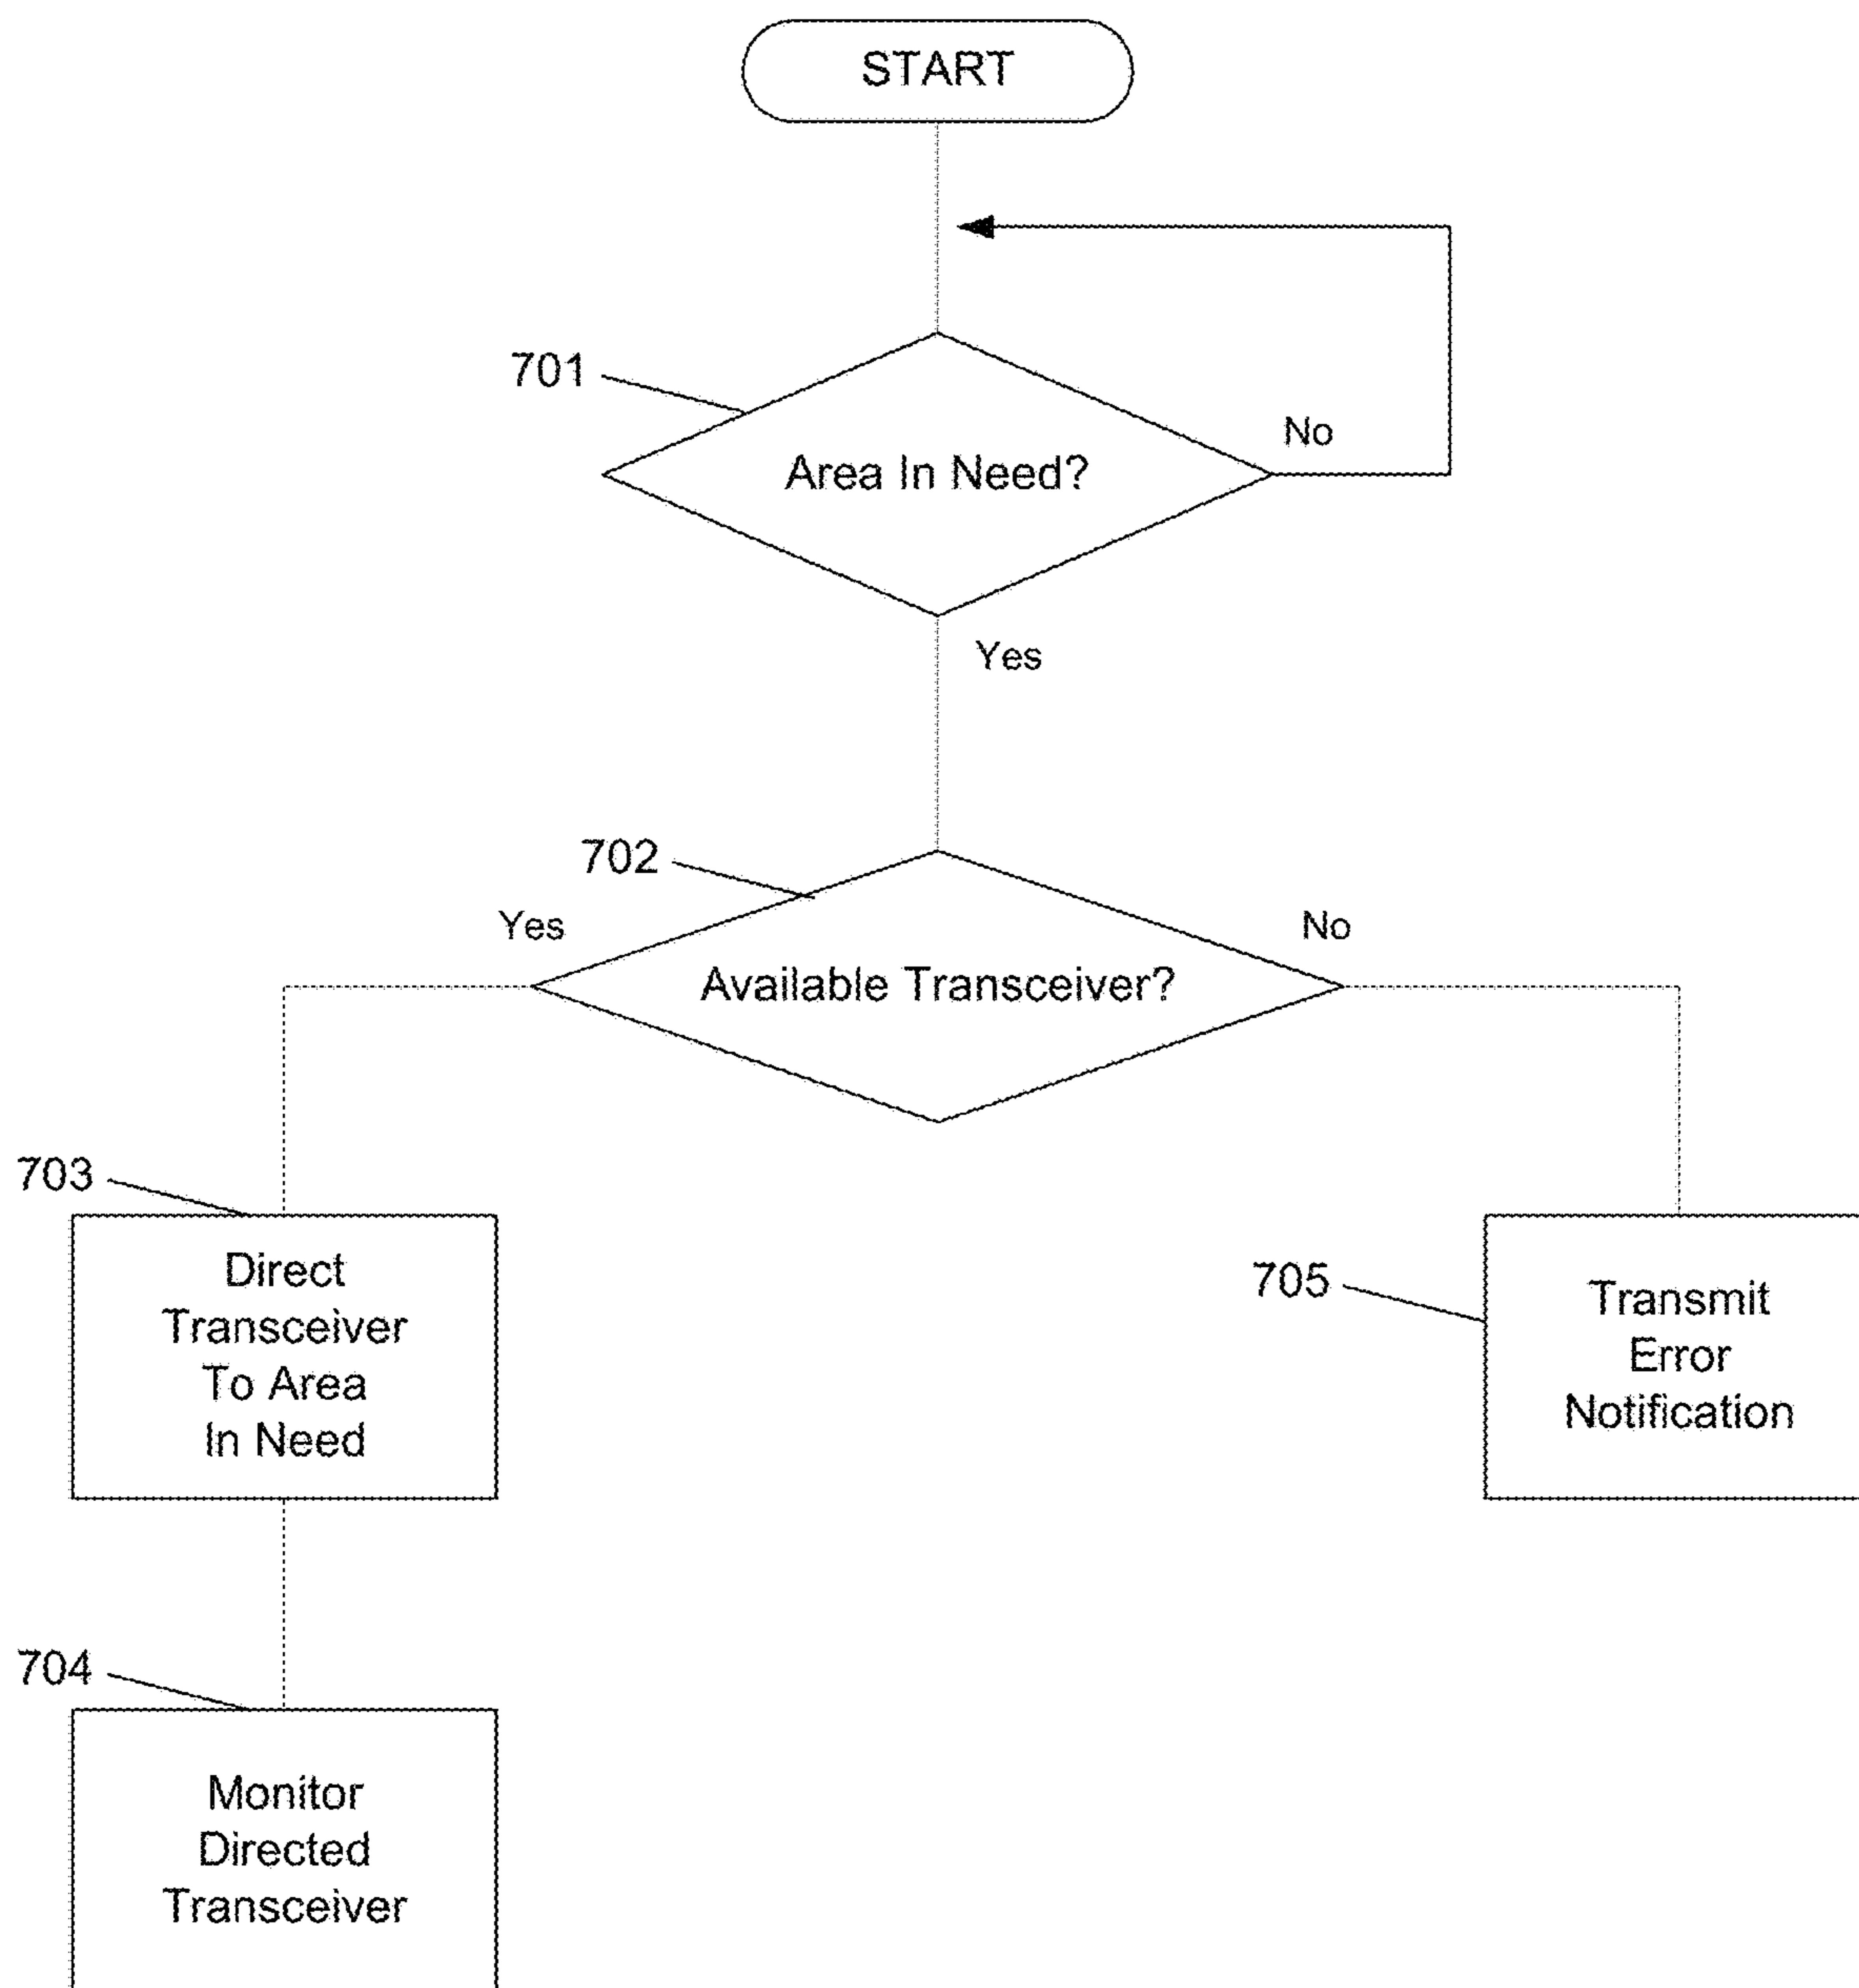 START
701
Area In Need?
No
Yes
702
Yes
No
Available Transceiver?
703
Direct
Transceiver
To Area
In Need
705
Transmit
Error
Notification
704
Monitor
Directed
Transceiver